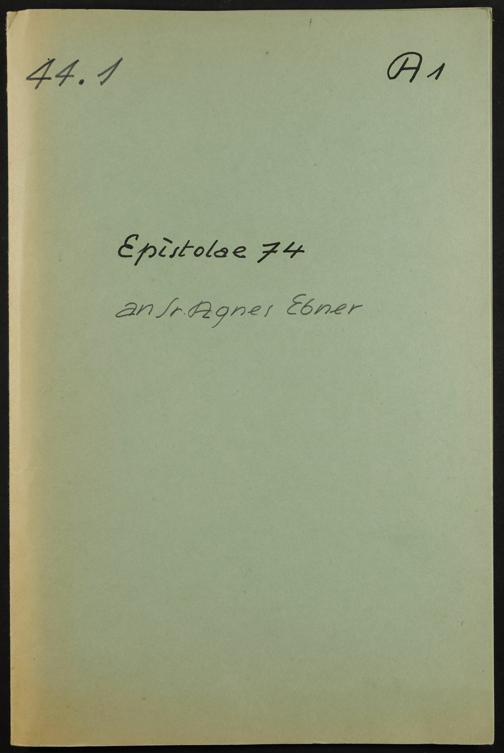 44.1
A1
Epistolae 74
an Sr. Agnes Ebner